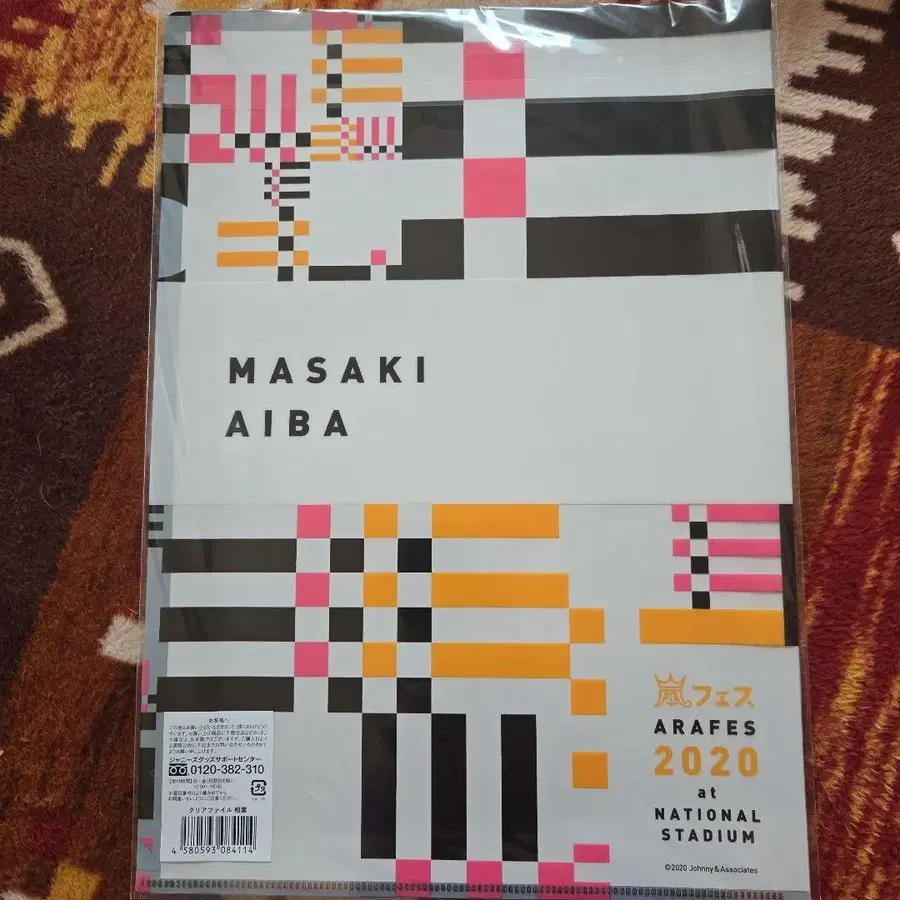 MASAKI
AIBA
嵐フェス
ARAFES
2020
at
NATIONAL
STADIUM
©2020 Johnny&Associates
お客様へ
ジャニーズグッズサポートセンター
0120-382-310
クリアファイル 相葉
4 580593 084114